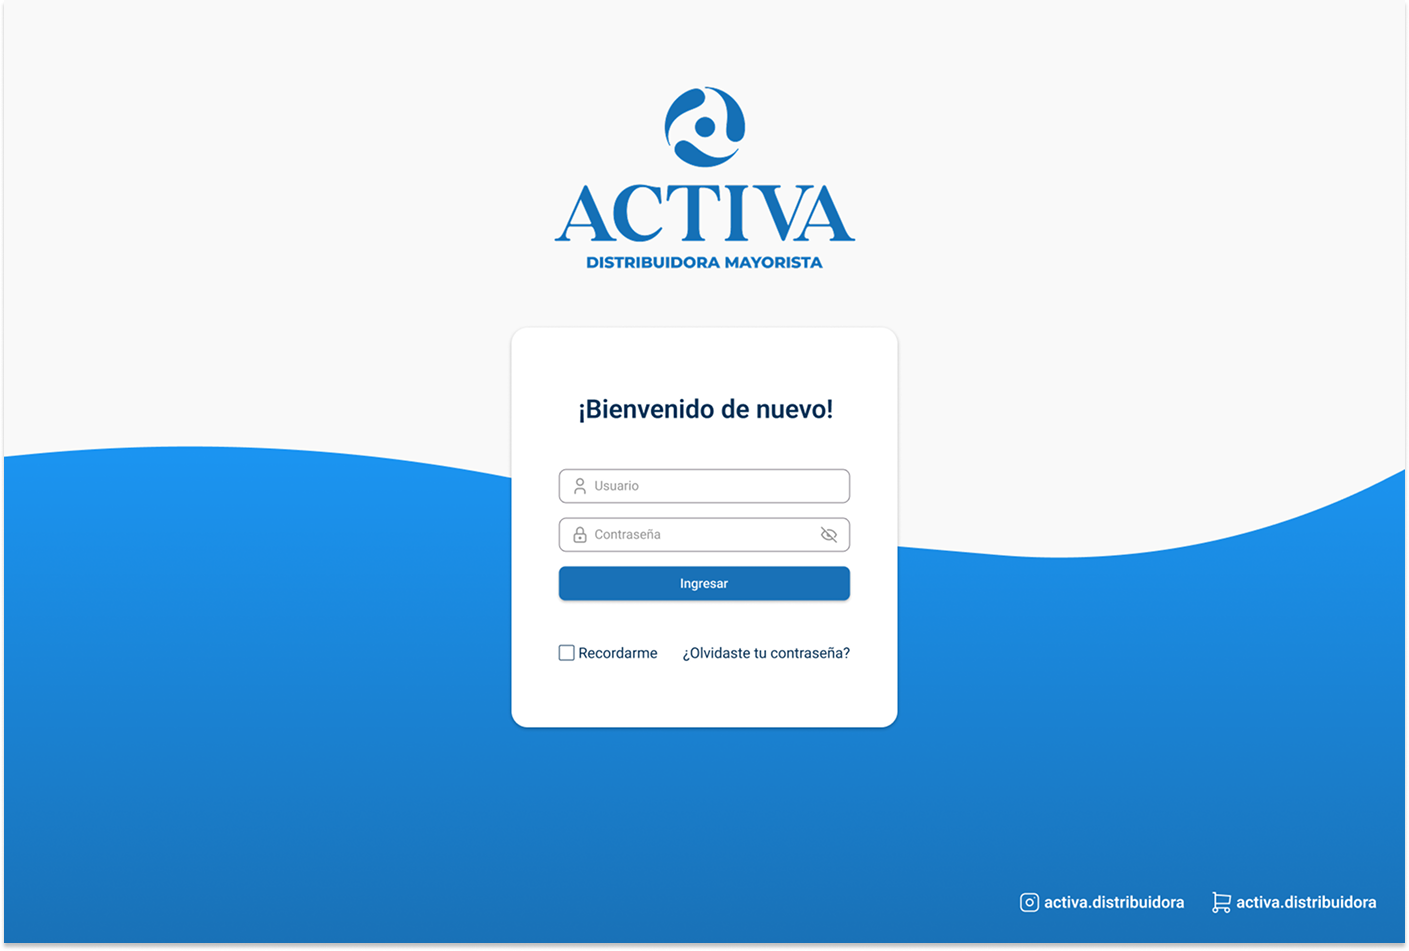 ACTIVA
DISTRIBUIDORA MAYORISTA
¡Bienvenido de nuevo!
Usuario
Contraseña
Ingresar
Recordarme ¿Olvidaste tu contraseña?
activa.distribuidora activa.distribuidora